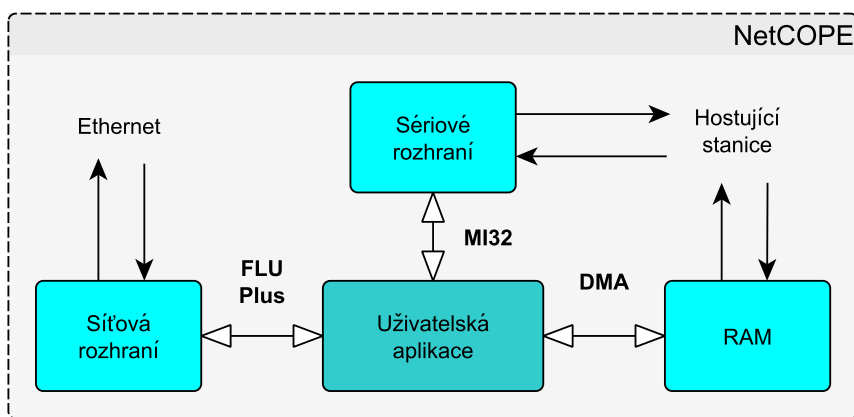 NetCOPE
Ethernet
Sériové
rozhraní
Hostující
stanice
MI32
FLU
Plus
DMA
Síťová
rozhraní
Uživatelská
aplikace
RAM